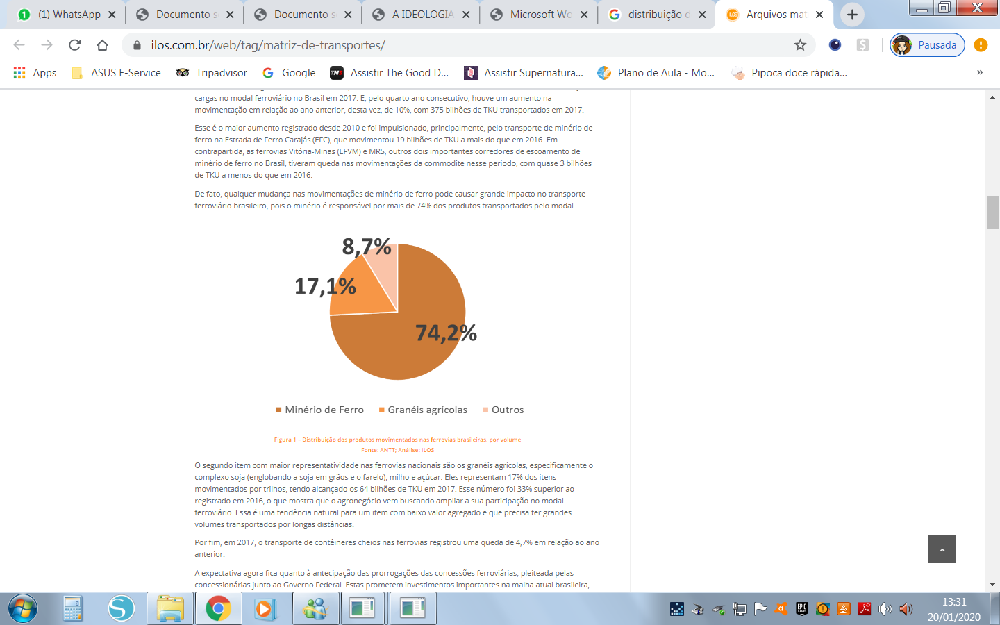 (1) WhatsApp
Documento s
Documento s
A IDEOLOGIA
Microsoft Wo
distribuição d
Arquivos mat
ilos.com.br/web/tag/matriz-de-transportes/
Pausada
Apps
ASUS E-Service
Tripadvisor
Google
Assistir The Good D...
Assistir Supernatura...
Plano de Aula - Mo...
Pipoca doce rápida...
»
cargas no modal ferroviário no Brasil em 2017. E, pelo quarto ano consecutivo, houve um aumento na
movimentação em relação ao ano anterior, desta vez, de 10%, com 375 bilhões de TKU transportados em 2017.
Esse é o maior aumento registrado desde 2010 e foi impulsionado, principalmente, pelo transporte de minério de
ferro na Estrada de Ferro Carajás (EFC), que movimentou 19 bilhões de TKU a mais do que em 2016. Em
contrapartida, as ferrovias Vitória-Minas (EFVM) e MRS, outros dois importantes corredores de escoamento de
minério de ferro no Brasil, tiveram queda nas movimentações da commodite nesse período, com quase 3 bilhões
de TKU a menos do que em 2016.
De fato, qualquer mudança nas movimentações de minério de ferro pode causar grande impacto no transporte
ferroviário brasileiro, pois o minério é responsável por mais de 74% dos produtos transportados pelo modal.
8,7%
17,1%
74,2%
Minério de Ferro
Granéis agrícolas
Outros
Figura 1 – Distribuição dos produtos movimentados nas ferrovias brasileiras, por volume
Fonte: ANTT; Análise: ILOS
O segundo item com maior representatividade nas ferrovias nacionais são os granéis agrícolas, especificamente o
complexo soja (englobando a soja em grãos e o farelo), milho e açúcar. Eles representam 17% dos itens
movimentados por trilhos, tendo alcançado os 64 bilhões de TKU em 2017. Esse número foi 33% superior ao
registrado em 2016, o que mostra que o agronegócio vem buscando ampliar a sua participação no modal
ferroviário. Essa é uma tendência natural para um item com baixo valor agregado e que precisa ter grandes
volumes transportados por longas distâncias.
Por fim, em 2017, o transporte de contêineres cheios nas ferrovias registrou uma queda de 4,7% em relação ao ano
anterior.
A expectativa agora fica quanto à antecipação das prorrogações das concessões ferroviárias, pleiteada pelas
concessionárias junto ao Governo Federal. Estas prometem investimentos importantes na malha atual brasileira,
13:31
20/01/2020